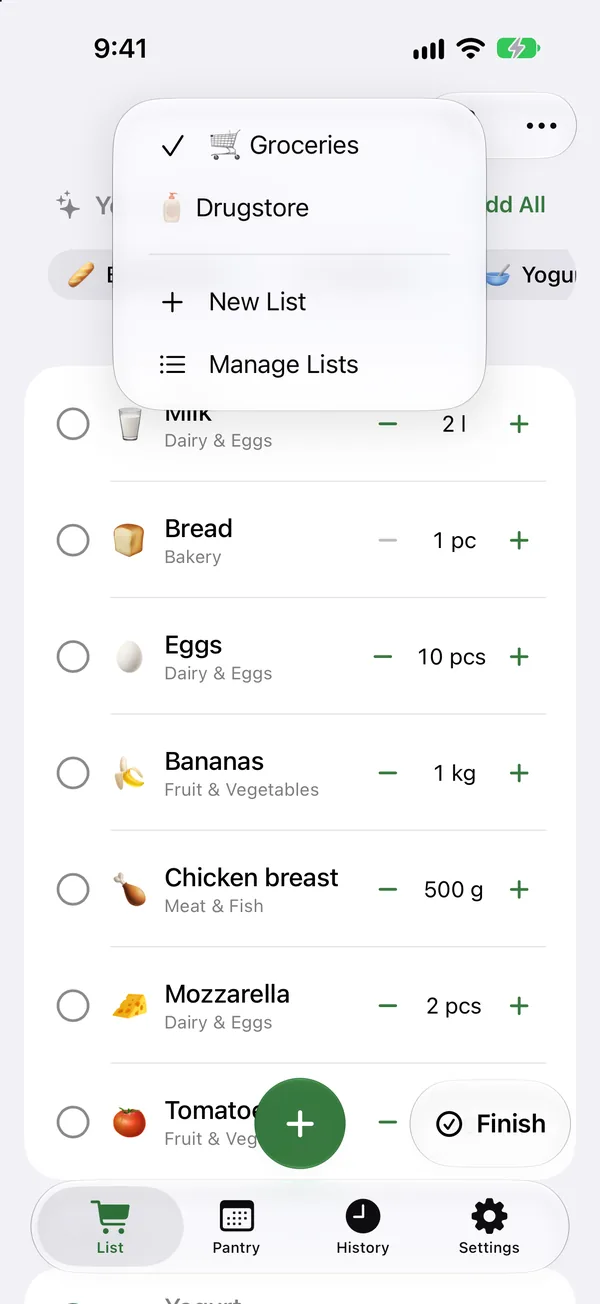 9:41
Groceries
Drugstore
New List
Manage Lists
dd All
Yogu
Milk
Dairy & Eggs
2 l
Bread
Bakery
1 pc
Eggs
Dairy & Eggs
10 pcs
Bananas
Fruit & Vegetables
1 kg
Chicken breast
Meat & Fish
500 g
Mozzarella
Dairy & Eggs
2 pcs
Tomatoe
Fruit & Veg
Finish
List
Pantry
History
Settings
Yogurt